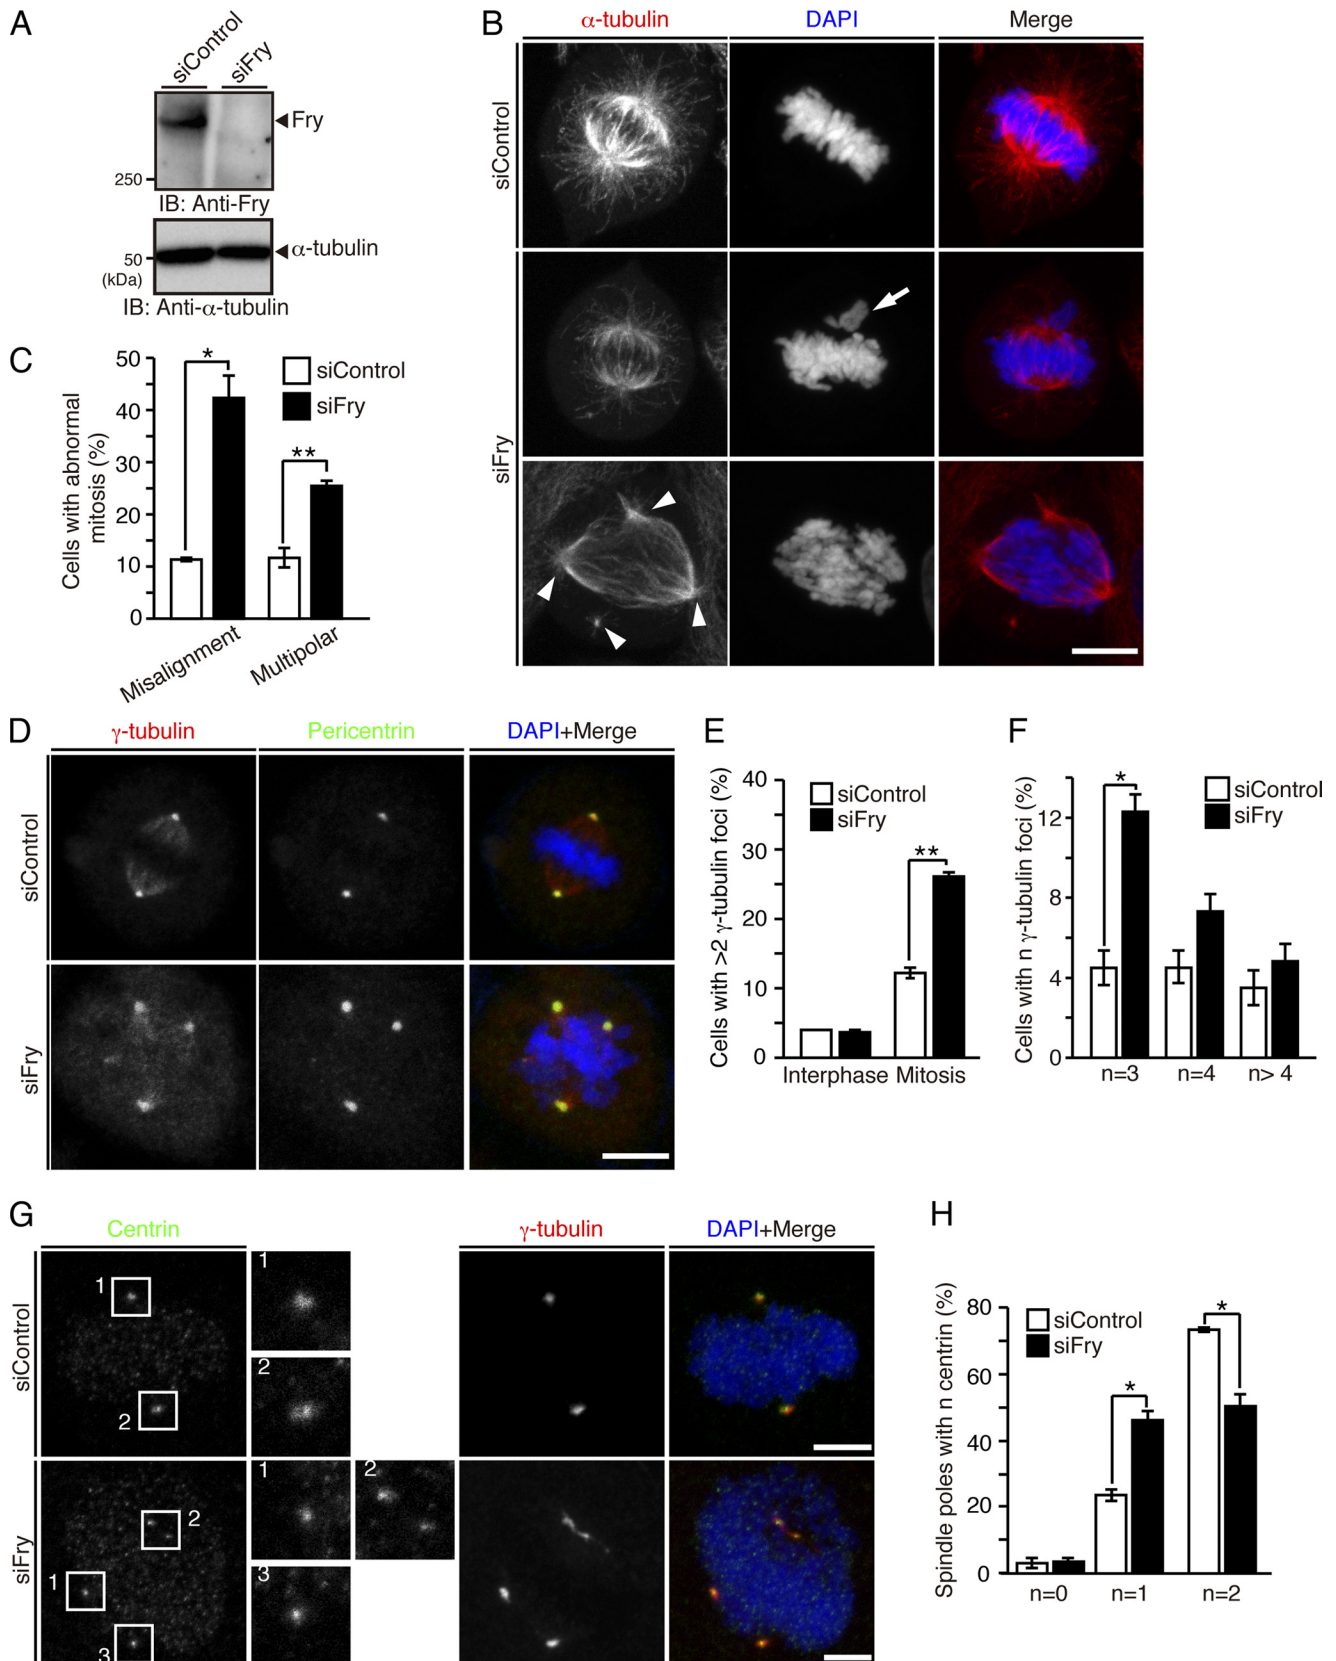 A
siControl
siFry
Fry
250
IB: Anti-Fry
α-tubulin
50
(kDa)
IB: Anti-α-tubulin
B
α-tubulin
DAPI
Merge
siControl
siFry
C
Cells with abnormal
mitosis (%)
50
40
30
20
10
0
*
**
siControl
siFry
Misalignment
Multipolar
D
γ-tubulin
Pericentrin
DAPI+Merge
siControl
siFry
E
Cells with >2 γ-tubulin foci (%)
40
30
20
10
0
siControl
siFry
**
Interphase
Mitosis
F
Cells with n γ-tubulin foci (%)
12
8
4
0
*
siControl
siFry
n=3
n=4
n> 4
G
Centrin
γ-tubulin
DAPI+Merge
siControl
1
2
1
2
siFry
1
2
3
1
2
3
H
Spindle poles with n centrin (%)
80
60
40
20
0
siControl
siFry
*
*
n=0
n=1
n=2